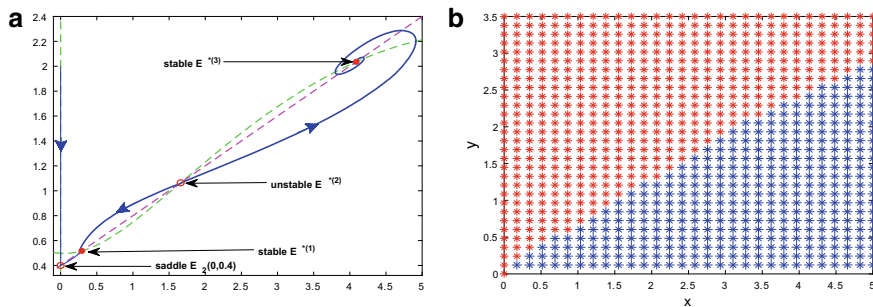 a
2.4
2.2
2
1.8
1.6
1.4
1.2
1
0.8
0.6
0.4
0 0.5 1 1.5 2 2.5 3 3.5 4 4.5 5
stable E *(3)
unstable E *(2)
stable E *(1)
saddle E 2(0,0.4)
b
3.5
3
2.5
2
1.5
1
0.5
0
0 0.5 1 1.5 2 2.5 3 3.5 4 4.5 5
y
x